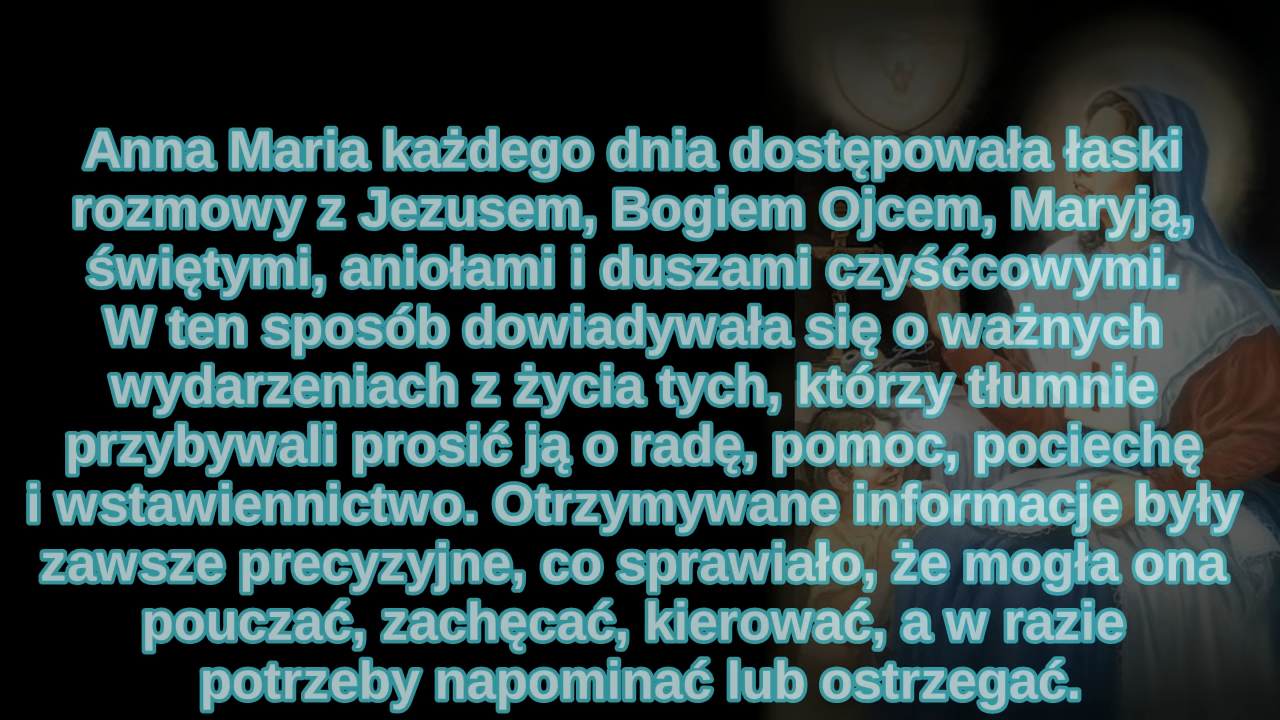 Anna Maria każdego dnia dostępowała łaski
rozmowy z Jezusem, Bogiem Ojcem, Maryją,
świętymi, aniołami i duszami czyśćcowymi.
W ten sposób dowiadywała się o ważnych
wydarzeniach z życia tych, którzy tłumnie
przybywali prosić ją o radę, pomoc, pociechę
i wstawiennictwo. Otrzymywane informacje były
zawsze precyzyjne, co sprawiało, że mogła ona
pouczać, zachęcać, kierować, a w razie
potrzeby napominać lub ostrzegać.